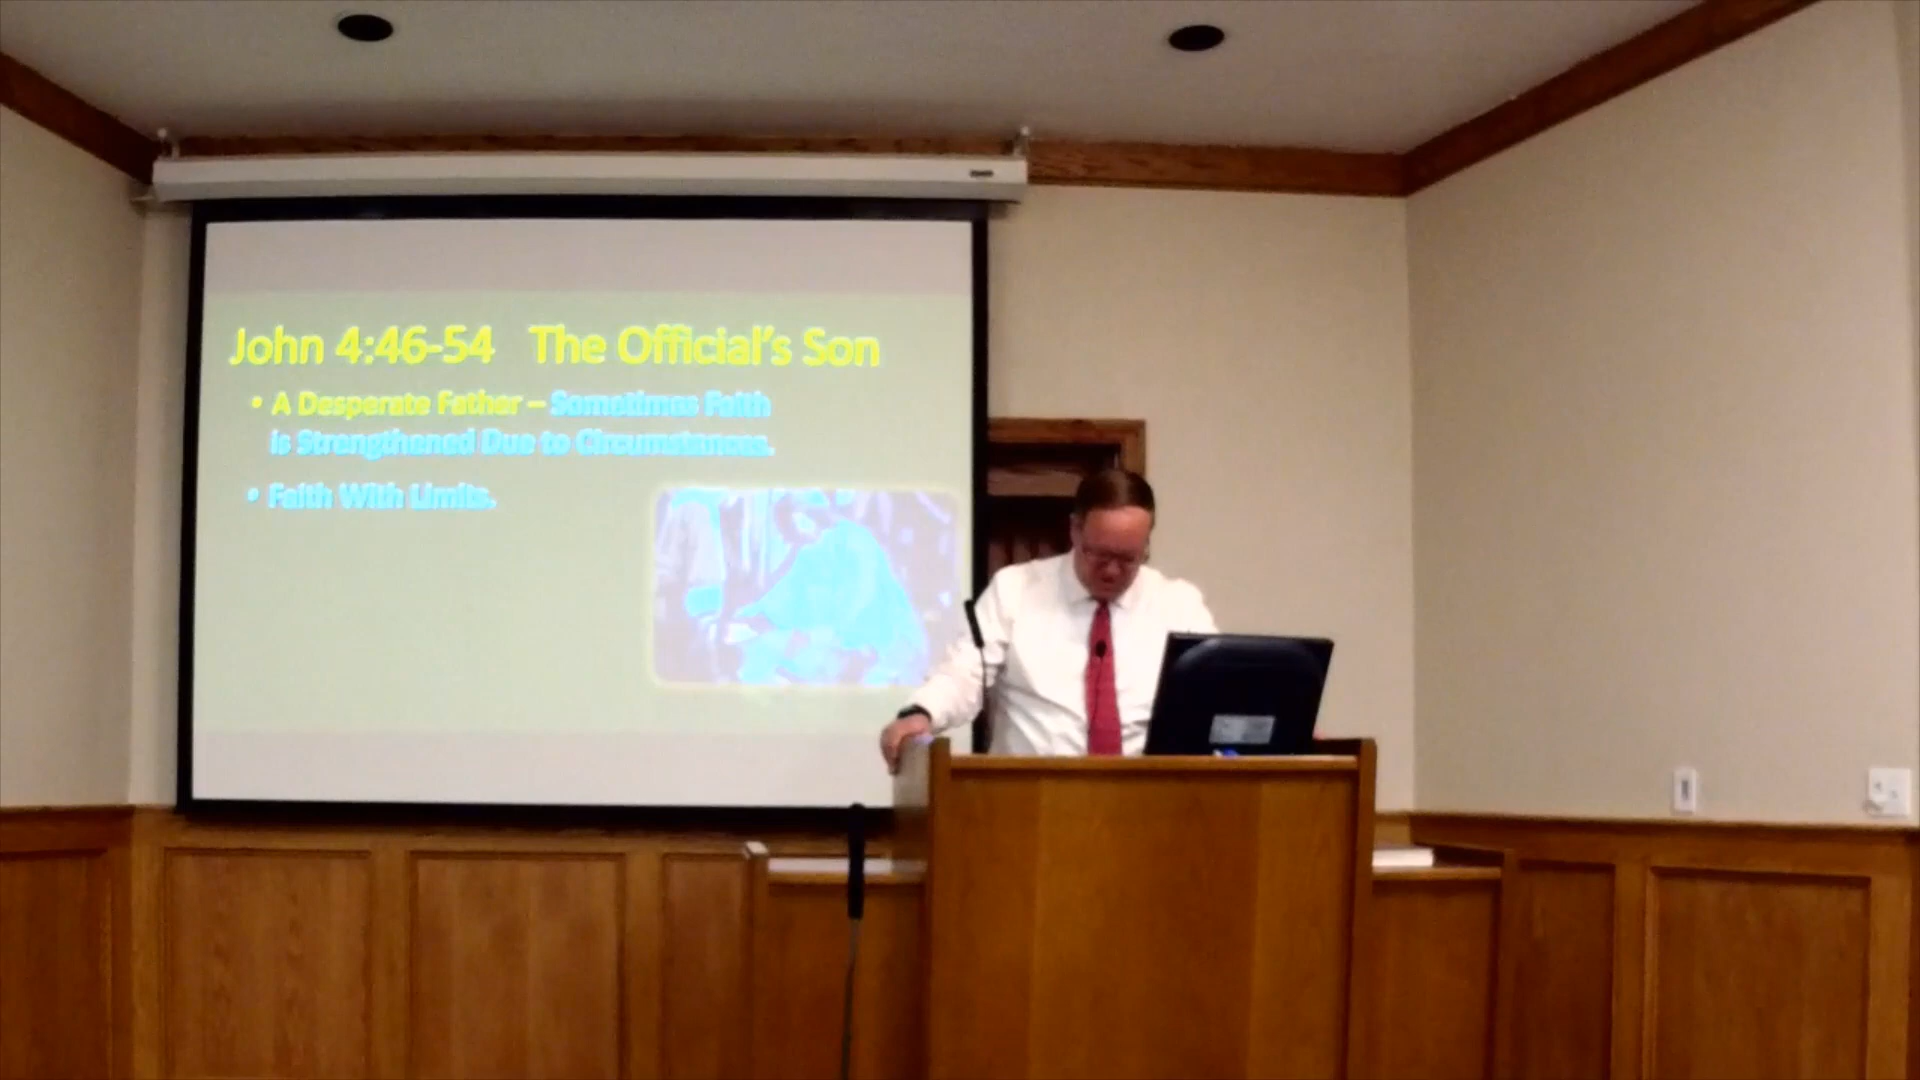 John 4:46-54 The Official's Son
• A Desperate Father – Sometimes Faith
is Strengthened Due to Circumstances.
• Faith With Limits.